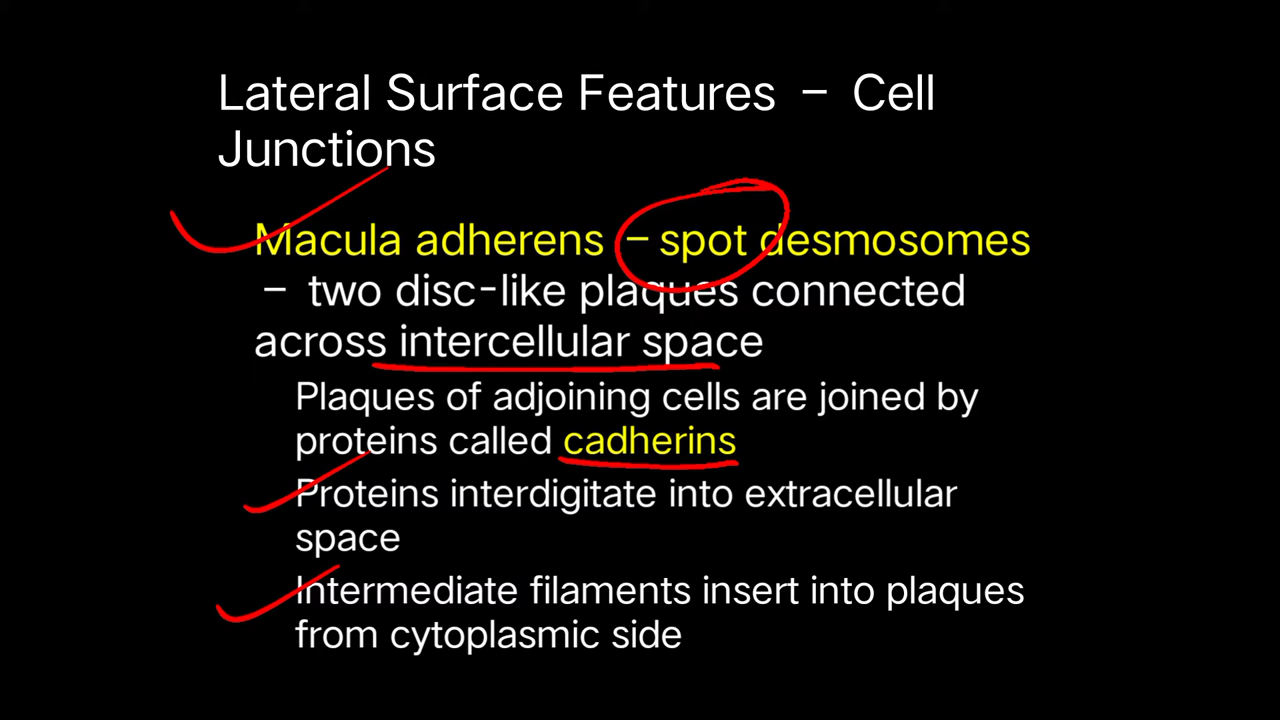 Lateral Surface Features – Cell
Junctions
Macula adherens – spot desmosomes
– two disc-like plaques connected
across intercellular space
Plaques of adjoining cells are joined by
proteins called cadherins
Proteins interdigitate into extracellular
space
Intermediate filaments insert into plaques
from cytoplasmic side